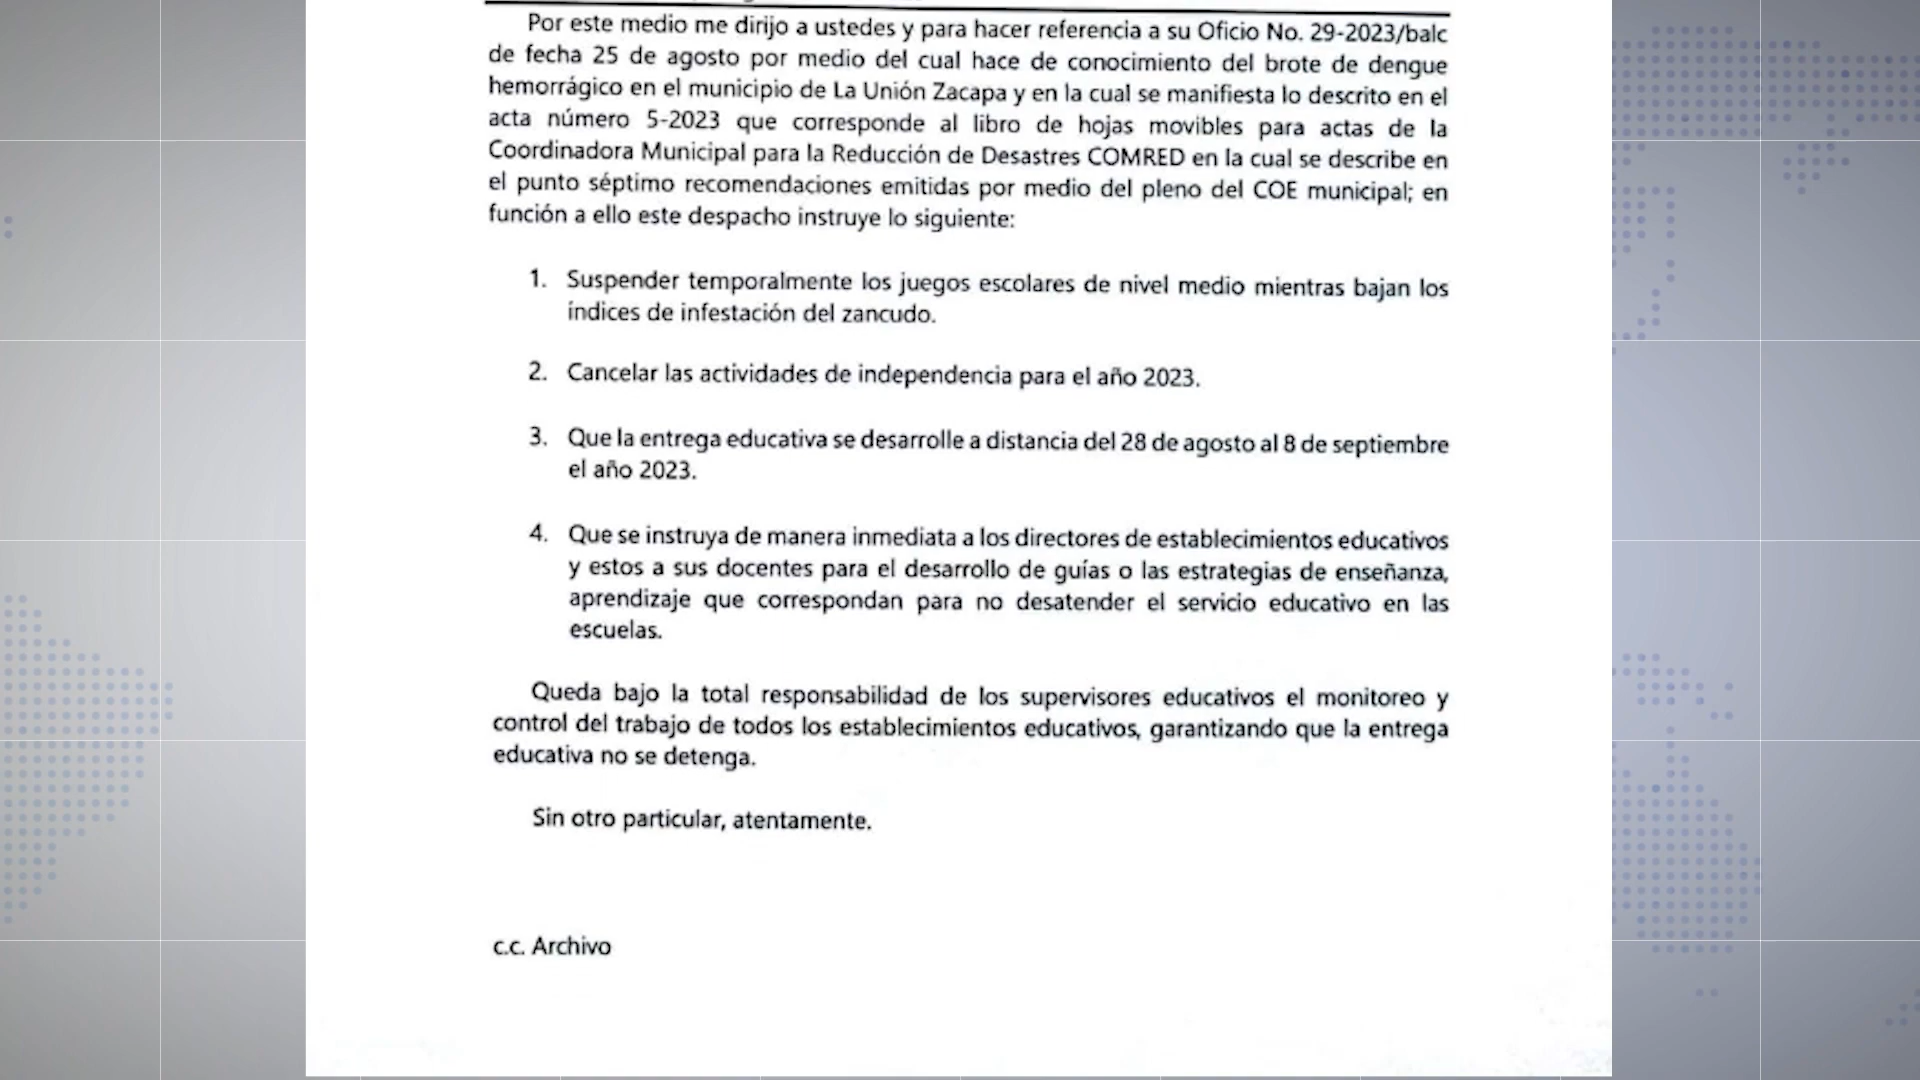 Por este medio me dirijo a ustedes y para hacer referencia a su Oficio No. 29-2023/balc
de fecha 25 de agosto por medio del cual hace de conocimiento del brote de dengue
hemorrágico en el municipio de La Unión Zacapa y en la cual se manifiesta lo descrito en el
acta número 5-2023 que corresponde al libro de hojas movibles para actas de la
Coordinadora Municipal para la Reducción de Desastres COMRED en la cual se describe en
el punto séptimo recomendaciones emitidas por medio del pleno del COE municipal; en
función a ello este despacho instruye lo siguiente:
1. Suspender temporalmente los juegos escolares de nivel medio mientras bajan los
índices de infestación del zancudo.
2. Cancelar las actividades de independencia para el año 2023.
3. Que la entrega educativa se desarrolle a distancia del 28 de agosto al 8 de septiembre
el año 2023.
4. Que se instruya de manera inmediata a los directores de establecimientos educativos
y estos a sus docentes para el desarrollo de guías o las estrategias de enseñanza,
aprendizaje que correspondan para no desatender el servicio educativo en las
escuelas.
Queda bajo la total responsabilidad de los supervisores educativos el monitoreo y
control del trabajo de todos los establecimientos educativos, garantizando que la entrega
educativa no se detenga.
Sin otro particular, atentamente.
c.c. Archivo